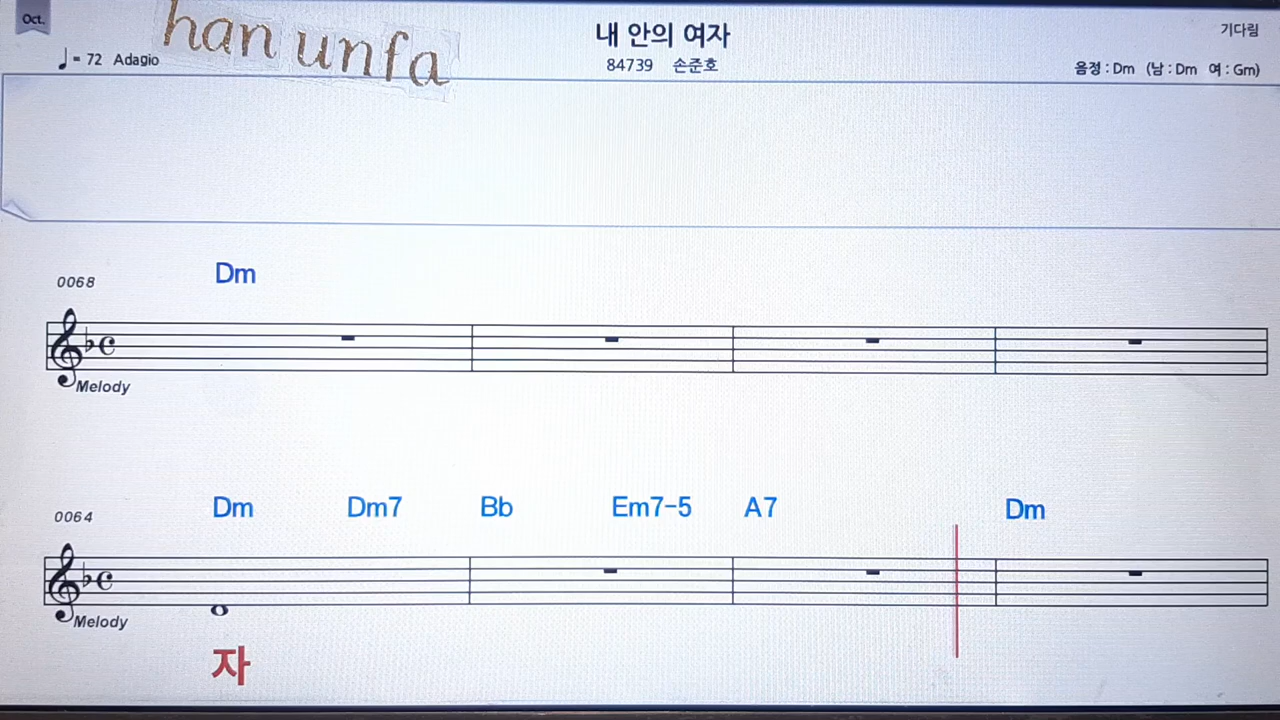 Oct.
han unfa
내 안의 여자
기다림
♩= 72 Adagio
84739 손준호
음정 : Dm (남 : Dm 여 : Gm)
0068
Dm
Melody
0064
Dm Dm7 Bb Em7-5 A7 Dm
Melody
자